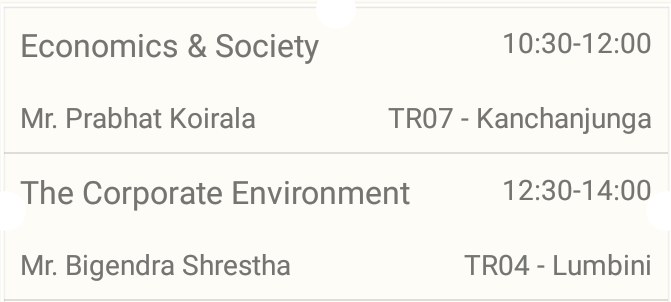 Economics & Society 10:30-12:00
Mr. Prabhat Koirala TR07 - Kanchanjunga
The Corporate Environment 12:30-14:00
Mr. Bigendra Shrestha TR04 - Lumbini